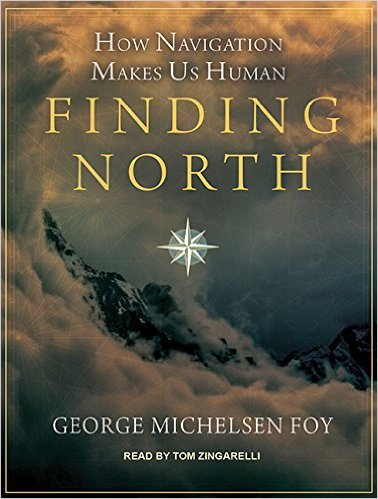 HOW NAVIGATION
MAKES US HUMAN
FINDING
NORTH
GEORGE MICHELSEN FOY
READ BY TOM ZINGARELLI